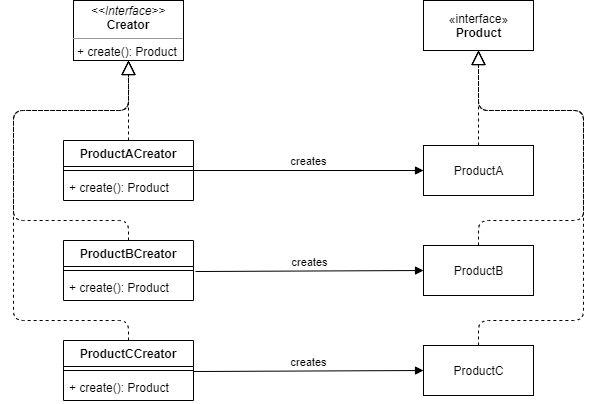 <<Interface>>
Creator
+ create(): Product
«interface»
Product
ProductACreator
+ create(): Product
creates
ProductA
ProductBCreator
+ create(): Product
creates
ProductB
ProductCCreator
+ create(): Product
creates
ProductC